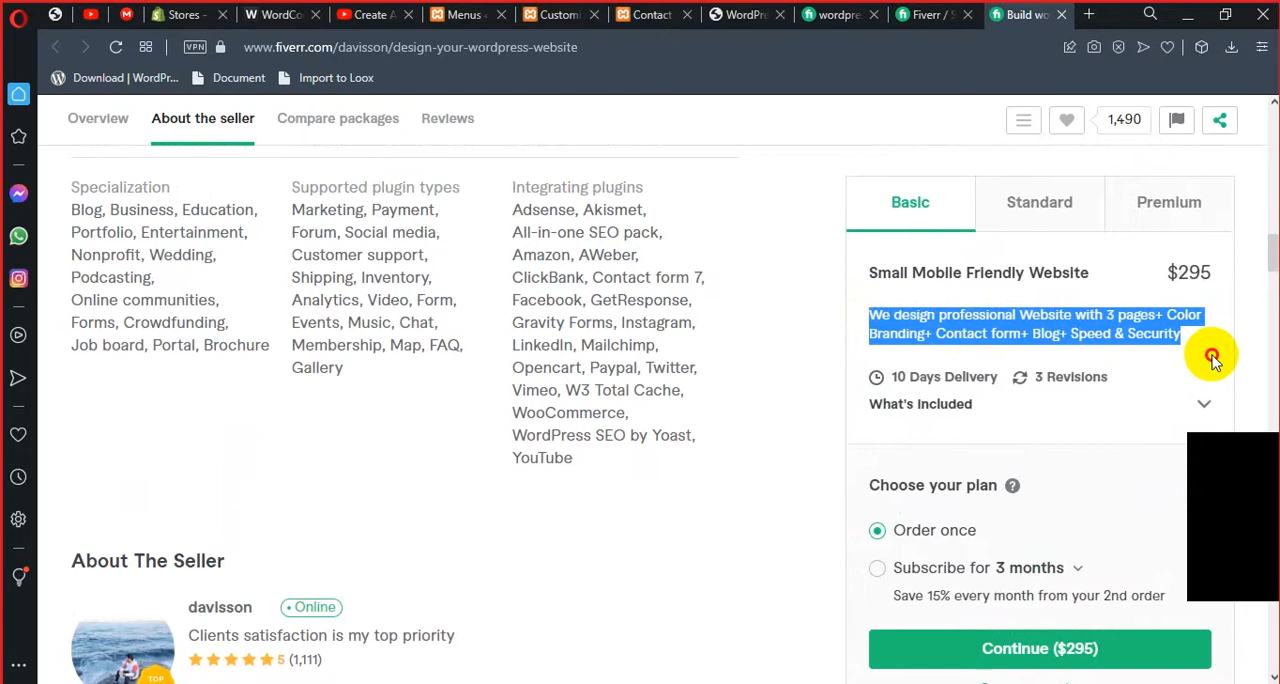 Stores -
WordCo
Create A
Menus «
Customi
Contact
WordPre
wordpre
Fiverr / S
Build wo
VPN
www.fiverr.com/davisson/design-your-wordpress-website
Download | WordPr... Document Import to Loox
Overview About the seller Compare packages Reviews
1,490
Specialization
Blog, Business, Education,
Portfolio, Entertainment,
Nonprofit, Wedding,
Podcasting,
Online communities,
Forms, Crowdfunding,
Job board, Portal, Brochure
Supported plugin types
Marketing, Payment,
Forum, Social media,
Customer support,
Shipping, Inventory,
Analytics, Video, Form,
Events, Music, Chat,
Membership, Map, FAQ,
Gallery
Integrating plugins
Adsense, Akismet,
All-in-one SEO pack,
Amazon, AWeber,
ClickBank, Contact form 7,
Facebook, GetResponse,
Gravity Forms, Instagram,
LinkedIn, Mailchimp,
Opencart, Paypal, Twitter,
Vimeo, W3 Total Cache,
WooCommerce,
WordPress SEO by Yoast,
YouTube
Basic Standard Premium
Small Mobile Friendly Website $295
We design professional Website with 3 pages+ Color
Branding+ Contact form+ Blog+ Speed & Security
10 Days Delivery 3 Revisions
What's Included
Choose your plan
Order once
Subscribe for 3 months
Save 15% every month from your 2nd order
Continue ($295)
About The Seller
davisson • Online
Clients satisfaction is my top priority
5 (1,111)
TOP